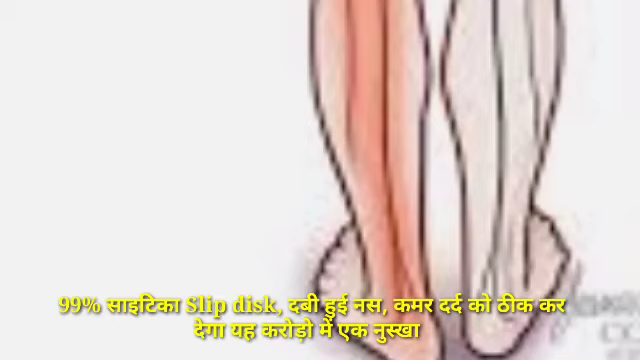 99% साइटिका Slip disk, दबी हुई नस, कमर दर्द को ठीक कर
देगा यह करोड़ो में एक नुस्खा